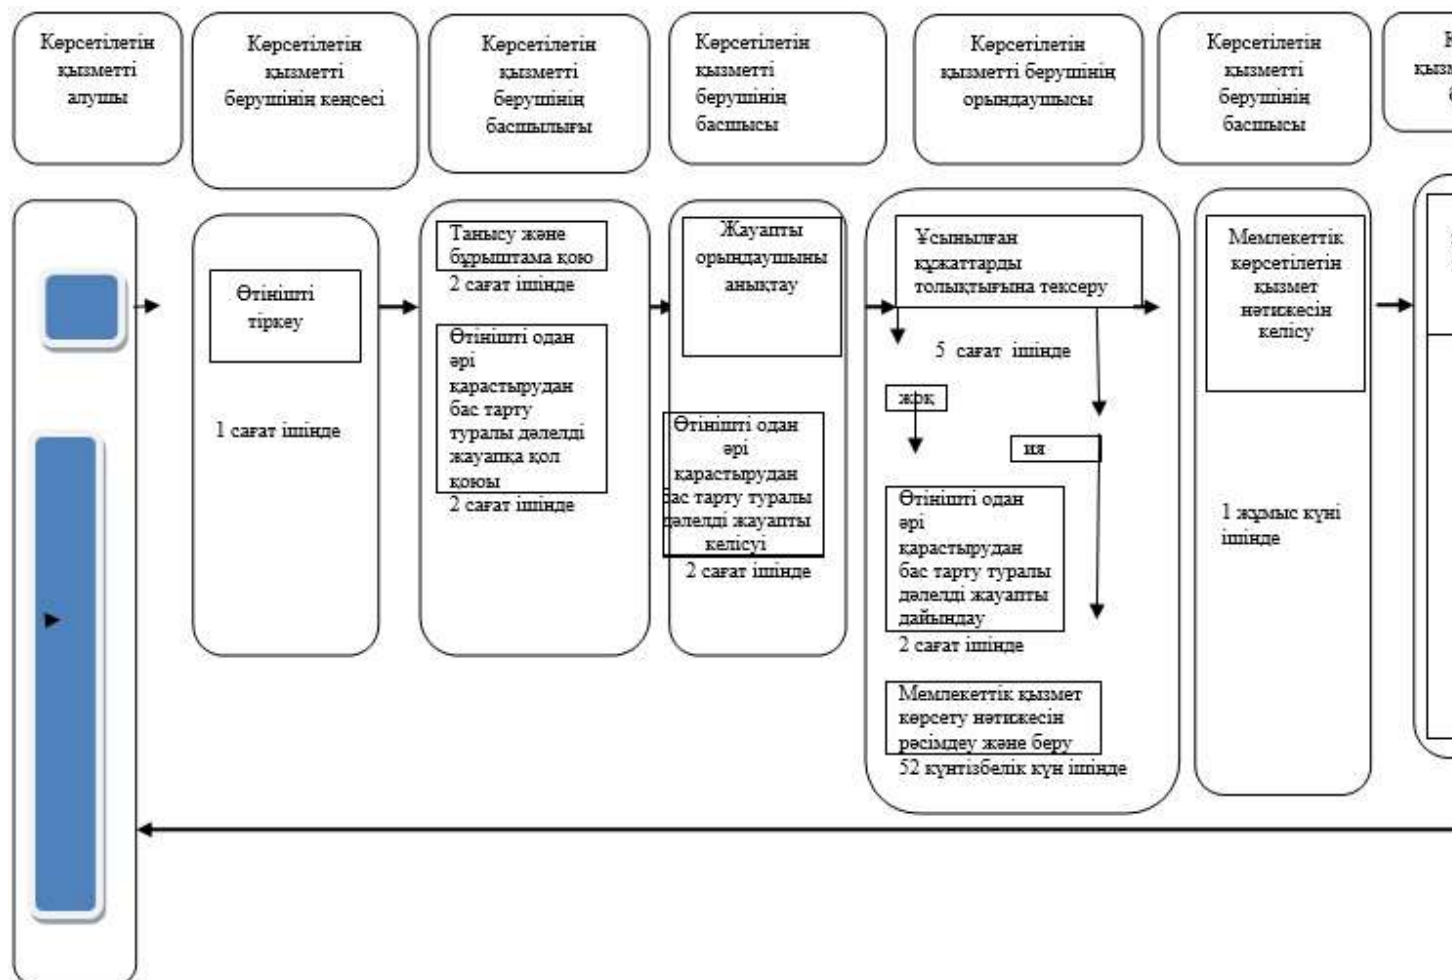 Көрсетілетін
қызметті
алушы
Көрсетілетін
қызметті
берушінің кеңсесі
Көрсетілетін
қызметті
берушінің
басшылығы
Көрсетілетін
қызметті
берушінің
басшысы
Көрсетілетін
қызметті берушінің
орындаушысы
Көрсетілетін
қызметті
берушінің
басшысы
Өтінішті
тіркеу
1 сағат ішінде
Танысу және
бұрыштама қою
2 сағат ішінде
Өтінішті одан
әрі
қарастырудан
бас тарту
туралы дәлелді
жауапқа қол
қоюы
2 сағат ішінде
Жауапты
орындаушыны
анықтау
Өтінішті одан
әрі
қарастырудан
бас тарту туралы
дәлелді жауапты
келісуі
2 сағат ішінде
Ұсынылған
құжаттарды
толықтығына тексеру
5 сағат ішінде
жоқ
ия
Өтінішті одан
әрі
қарастырудан
бас тарту туралы
дәлелді жауапты
дайындау
2 сағат ішінде
Мемлекеттік қызмет
көрсету нәтижесін
рәсімдеу және беру
52 күнтізбелік күн ішінде
Мемлекеттік
көрсетілетін
қызмет
нәтижесін
келісу
1 жұмыс күні
ішінде